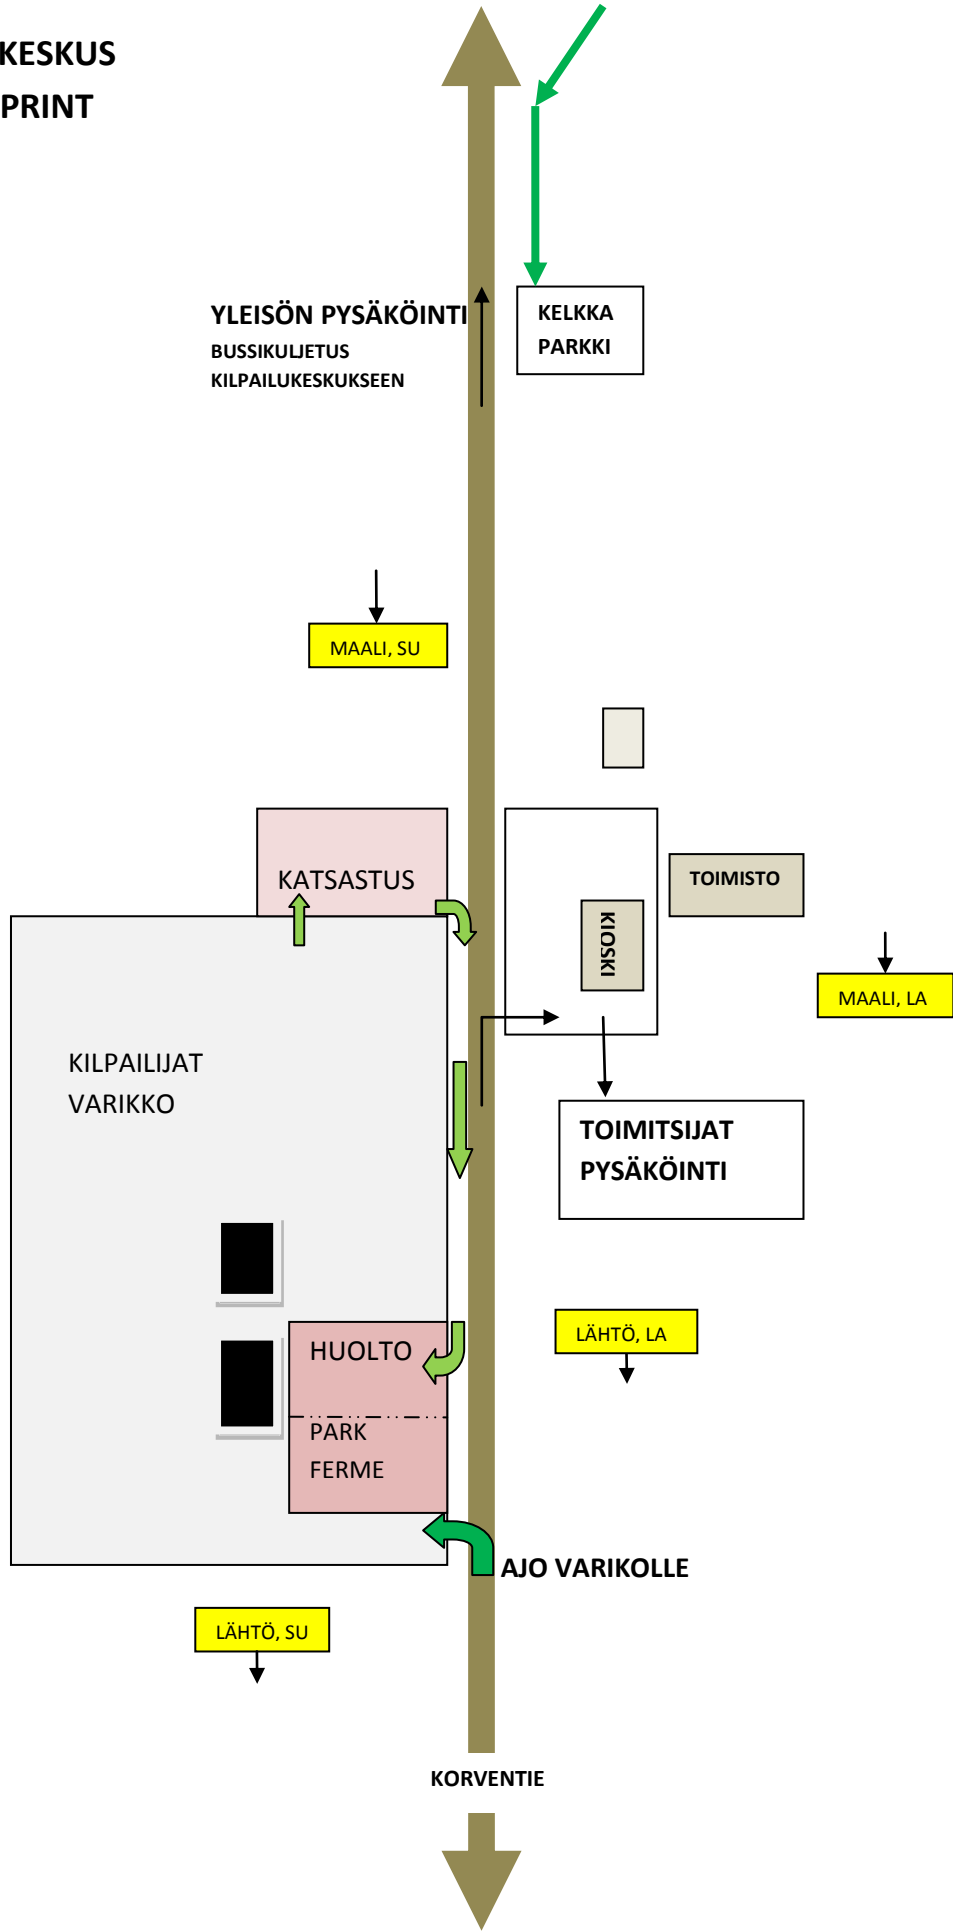 KESKUS
PRINT
YLEISÖN PYSÄKÖINTI
BUSSIKULJETUS
KILPAILUKESKUKSEEN
KELKKA
PARKKI
MAALI, SU
KATSASTUS
TOIMISTO
KIOSKI
MAALI, LA
KILPAILIJAT
VARIKKO
TOIMITSIJAT
PYSÄKÖINTI
HUOLTO
LÄHTÖ, LA
PARK
FERME
AJO VARIKOLLE
LÄHTÖ, SU
KORVENTIE